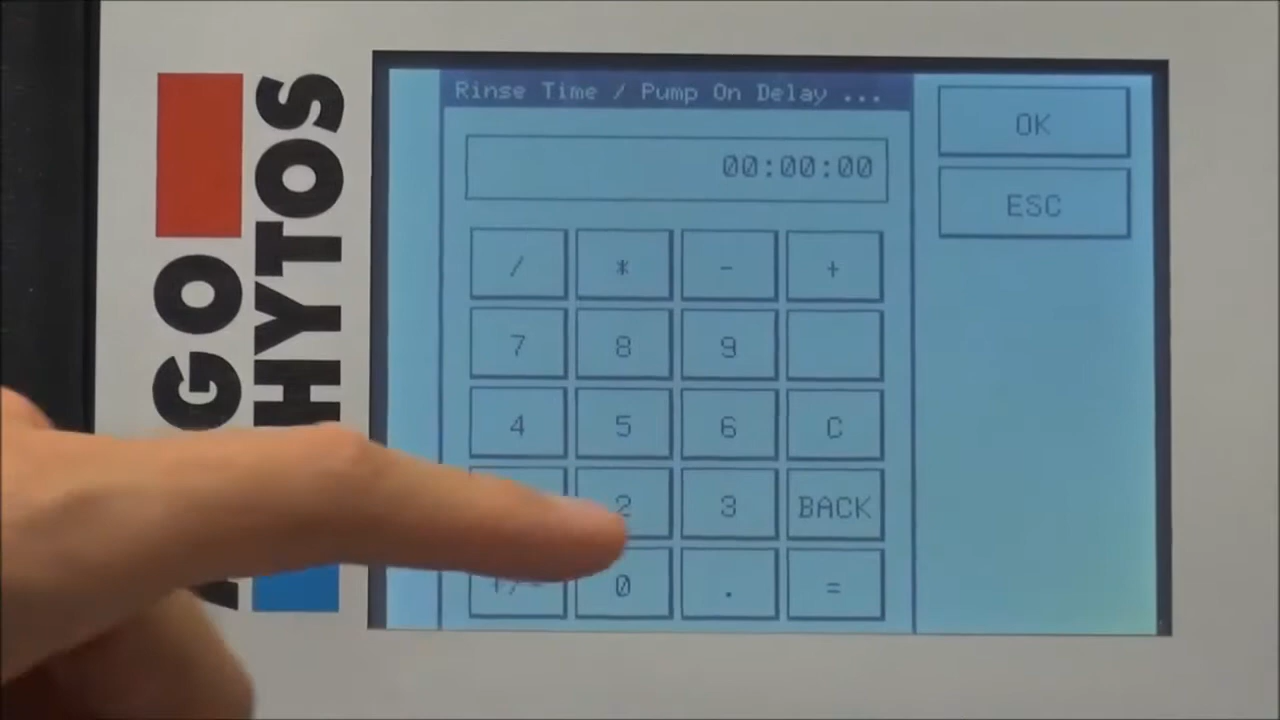 GO
HYTOS
Rinse Time / Pump On Delay ...
00:00:00
OK
ESC
/ * - +
7 8 9
4 5 6 C
2 3 BACK
0 . =